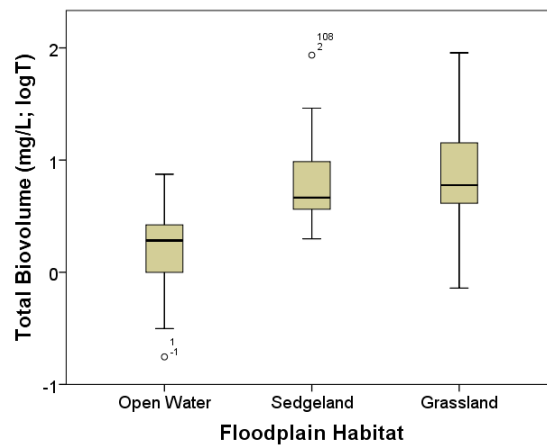 Total Biovolume (mg/L; logT)
2
1
0
-1
108
2
1
-1
Open Water
Sedgeland
Grassland
Floodplain Habitat